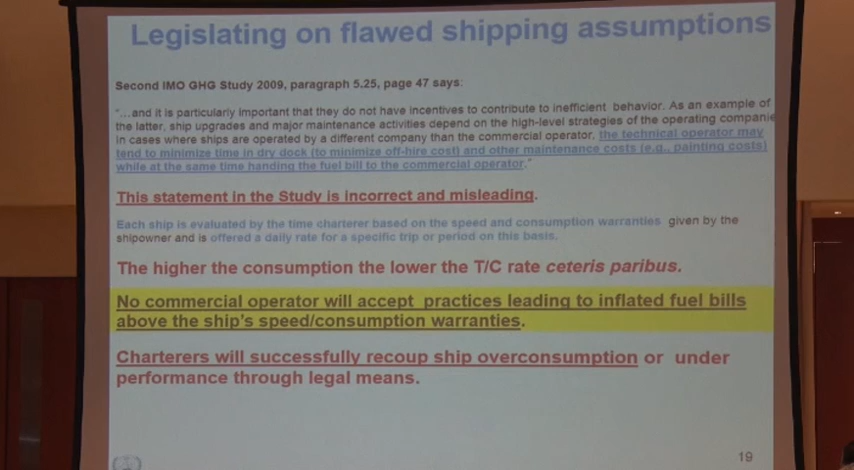 Legislating on flawed shipping assumptions
Second IMO GHG Study 2009, paragraph 5.25, page 47 says:
"…and it is particularly important that they do not have incentives to contribute to inefficient behavior. As an example of
the latter, ship upgrades and major maintenance activities depend on the high-level strategies of the operating companie
in cases where ships are operated by a different company than the commercial operator, the technical operator may
tend to minimize time in dry dock (to minimize off-hire cost) and other maintenance costs (e.g., painting costs)
while at the same time handing the fuel bill to the commercial operator."
This statement in the Study is incorrect and misleading.
Each ship is evaluated by the time charterer based on the speed and consumption warranties given by the
shipowner and is offered a daily rate for a specific trip or period on this basis.
The higher the consumption the lower the T/C rate ceteris paribus.
No commercial operator will accept practices leading to inflated fuel bills
above the ship's speed/consumption warranties.
Charterers will successfully recoup ship overconsumption or under
performance through legal means.
19